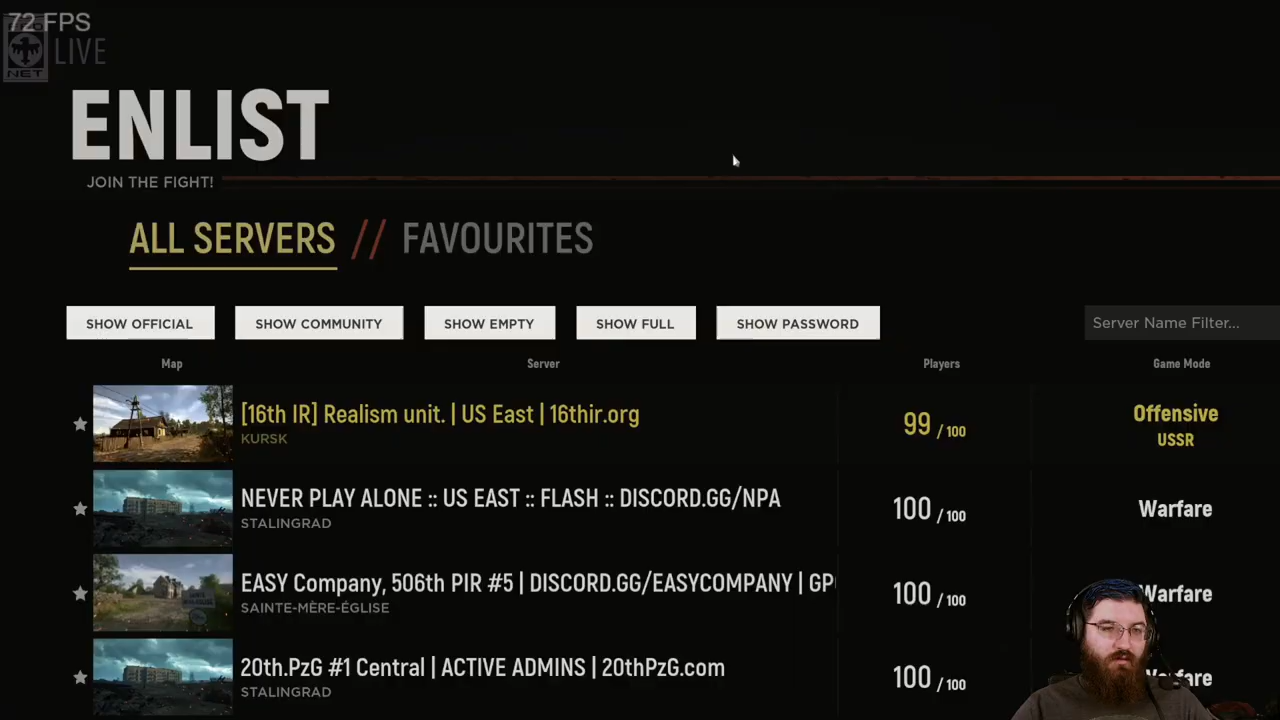 72 FPS
NET
LIVE
ENLIST
JOIN THE FIGHT!
ALL SERVERS // FAVOURITES
SHOW OFFICIAL
SHOW COMMUNITY
SHOW EMPTY
SHOW FULL
SHOW PASSWORD
Server Name Filter...
Map
Server
Players
Game Mode
[16th IR] Realism unit. | US East | 16thir.org
KURSK
99 / 100
Offensive
USSR
NEVER PLAY ALONE :: US EAST :: FLASH :: DISCORD.GG/NPA
STALINGRAD
100 / 100
Warfare
EASY Company, 506th PIR #5 | DISCORD.GG/EASYCOMPANY |
SAINTE-MÈRE-ÉGLISE
100 / 100
Warfare
20th.PzG #1 Central | ACTIVE ADMINS | 20thPzG.com
STALINGRAD
100 / 100